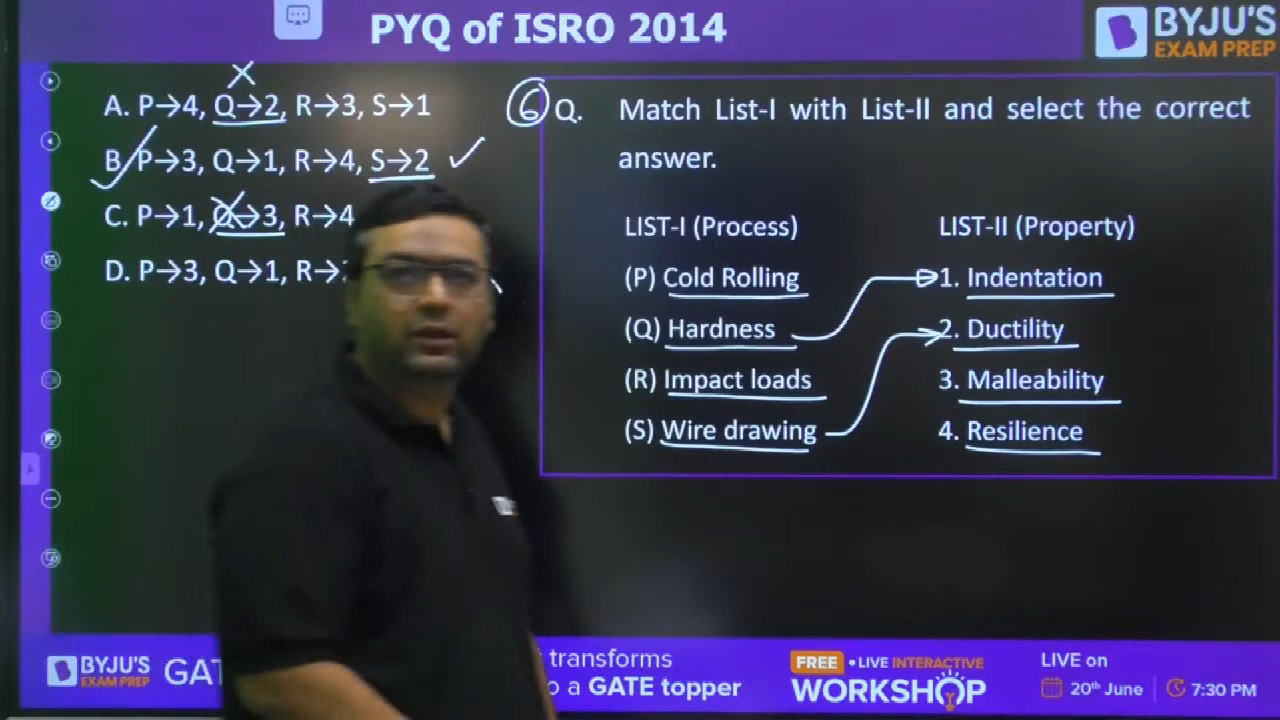 PYQ of ISRO 2014
BYJU'S
EXAM PREP
A. P→4, Q→2, R→3, S→1
B. P→3, Q→1, R→4, S→2
C. P→1, Q→3, R→4
D. P→3, Q→1,
6 Q. Match List-I with List-II and select the correct
answer.
LIST-I (Process) LIST-II (Property)
(P) Cold Rolling 1. Indentation
(Q) Hardness 2. Ductility
(R) Impact loads 3. Malleability
(S) Wire drawing 4. Resilience
BYJU'S
EXAM PREP
transforms
a GATE topper
FREE • LIVE INTERACTIVE
WORKSHOP
LIVE on
20th June | 7:30 PM